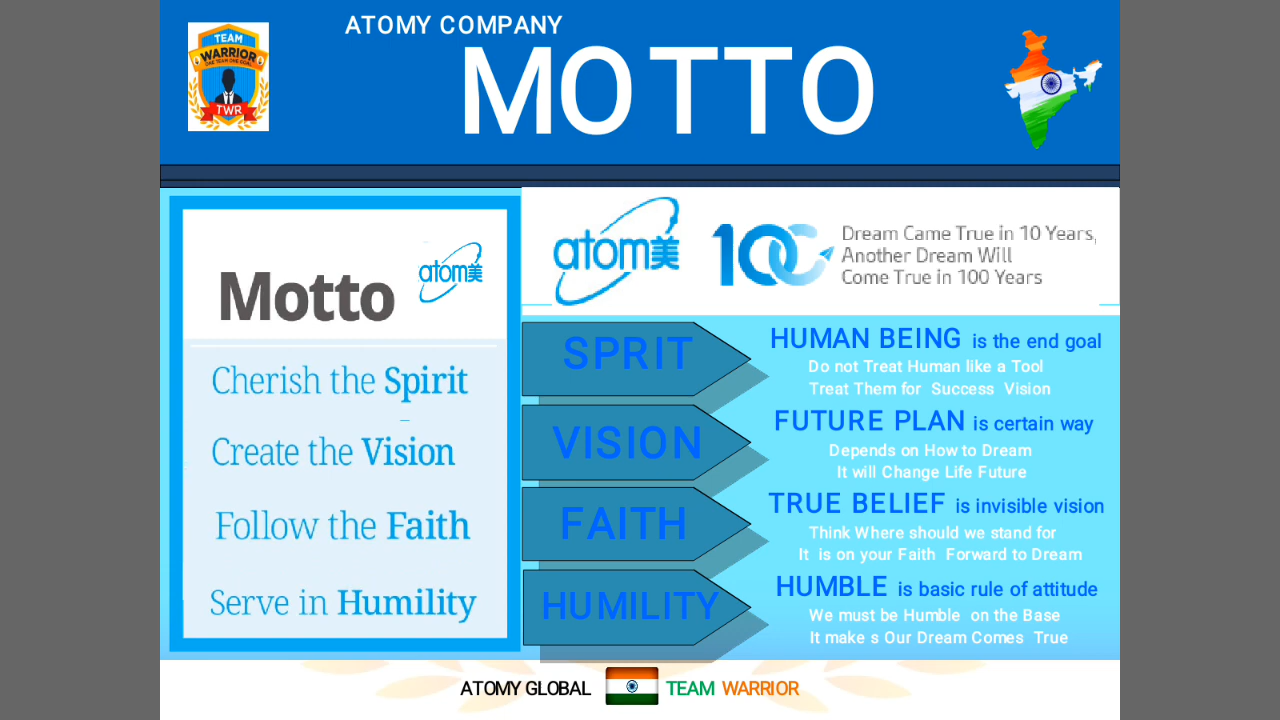 ATOMY COMPANY
MOTTO
TEAM
WARRIOR
ONE TEAM ONE GOAL
TWR
Motto
atom美
Cherish the Spirit
Create the Vision
Follow the Faith
Serve in Humility
atom美
100
Dream Came True in 10 Years,
Another Dream Will
Come True in 100 Years
SPRIT
HUMAN BEING is the end goal
Do not Treat Human like a Tool
Treat Them for Success Vision
VISION
FUTURE PLAN is certain way
Depends on How to Dream
It will Change Life Future
FAITH
TRUE BELIEF is invisible vision
Think Where should we stand for
It is on your Faith Forward to Dream
HUMILITY
HUMBLE is basic rule of attitude
We must be Humble on the Base
It make s Our Dream Comes True
ATOMY GLOBAL TEAM WARRIOR